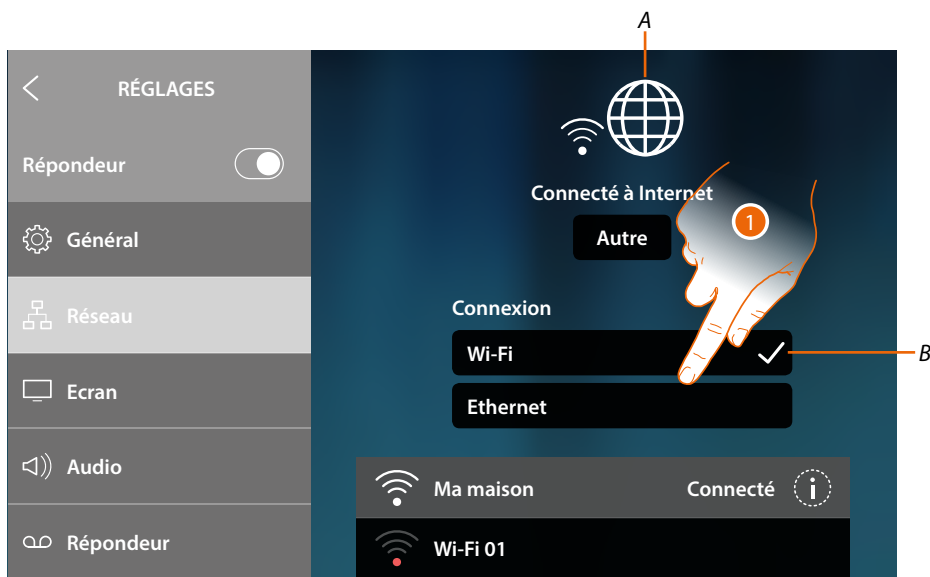 A
RÉGLAGES
Répondeur
Général
Réseau
Ecran
Audio
Répondeur
Connecté à Internet
Autre
1
Connexion
Wi-Fi
B
Ethernet
Ma maison Connecté i
Wi-Fi 01